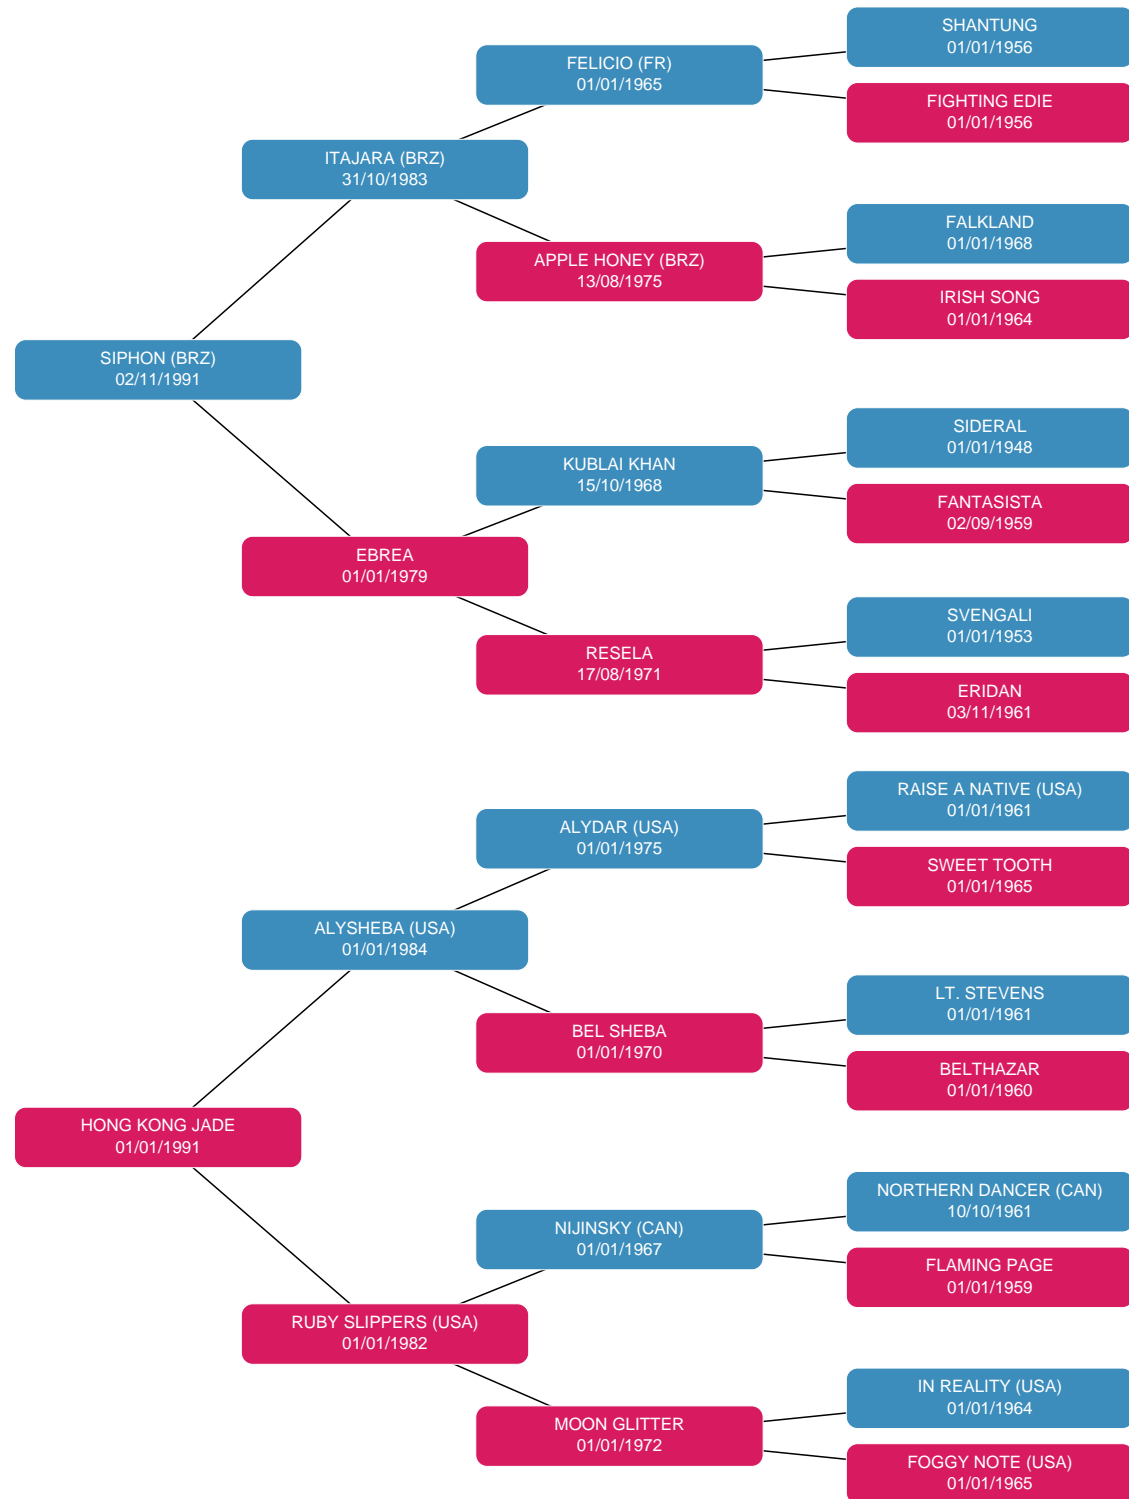 SHANTUNG
01/01/1956
FELICIO (FR)
01/01/1965
FIGHTING EDIE
01/01/1956
ITAJARA (BRZ)
31/10/1983
FALKLAND
01/01/1968
APPLE HONEY (BRZ)
13/08/1975
IRISH SONG
01/01/1964
SIPHON (BRZ)
02/11/1991
SIDERAL
01/01/1948
KUBLAI KHAN
15/10/1968
FANTASISTA
02/09/1959
EBREA
01/01/1979
SVENGALI
01/01/1953
RESELA
17/08/1971
ERIDAN
03/11/1961
RAISE A NATIVE (USA)
01/01/1961
ALYDAR (USA)
01/01/1975
SWEET TOOTH
01/01/1965
ALYSHEBA (USA)
01/01/1984
LT. STEVENS
01/01/1961
BEL SHEBA
01/01/1970
BELTHAZAR
01/01/1960
HONG KONG JADE
01/01/1991
NORTHERN DANCER (CAN)
10/10/1961
NIJINSKY (CAN)
01/01/1967
FLAMING PAGE
01/01/1959
RUBY SLIPPERS (USA)
01/01/1982
IN REALITY (USA)
01/01/1964
MOON GLITTER
01/01/1972
FOGGY NOTE (USA)
01/01/1965